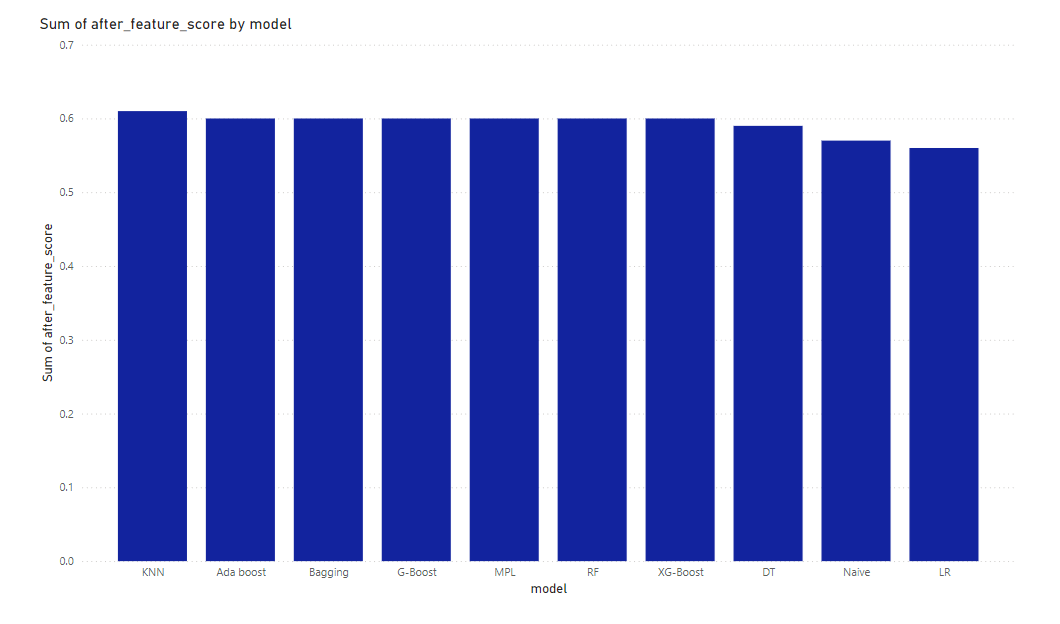 Sum of after_feature_score by model
0.7
0.6
0.5
0.4
0.3
0.2
0.1
0.0
Sum of after_feature_score
KNN Ada boost Bagging G-Boost MPL RF XG-Boost DT Naive LR
model